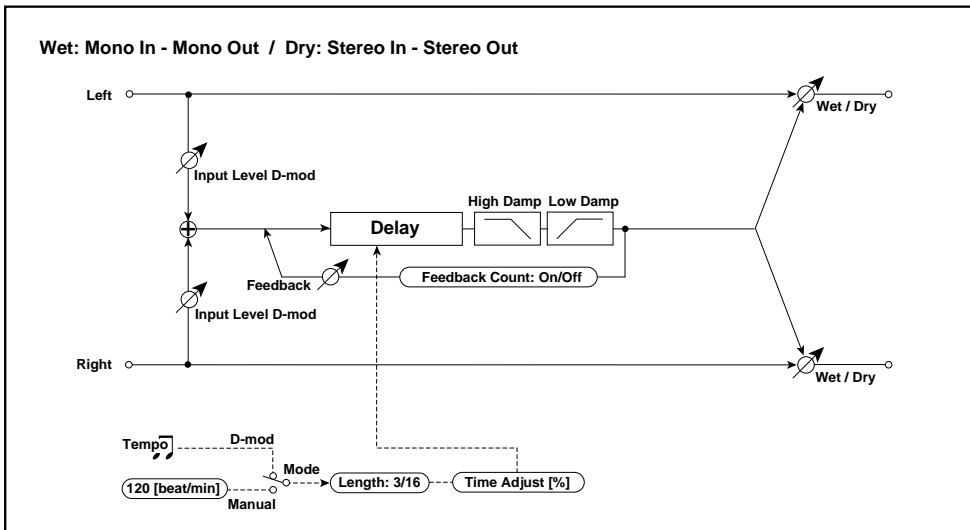 Wet: Mono In - Mono Out / Dry: Stereo In - Stereo Out
Left
Wet / Dry
Input Level D-mod
High Damp
Low Damp
Delay
Feedback
Feedback Count: On/Off
Input Level D-mod
Right
Wet / Dry
Tempo
D-mod
Mode
120 [beat/min]
Length: 3/16
Time Adjust [%]
Manual